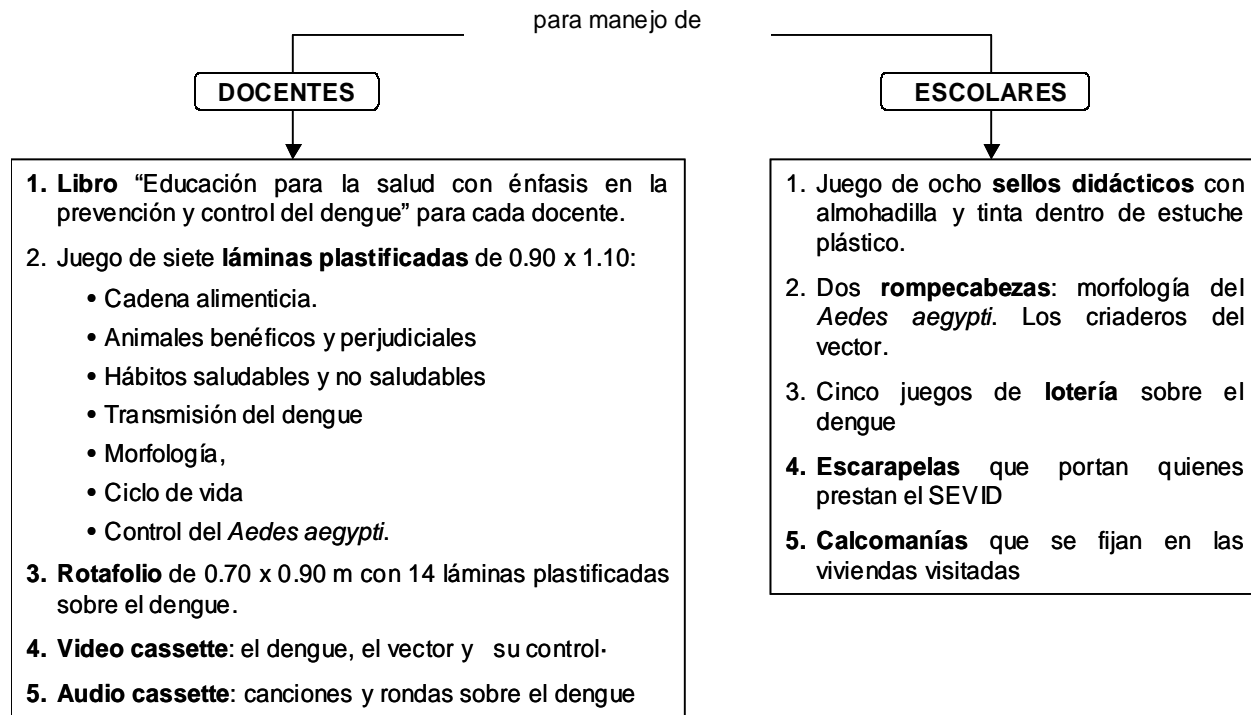 para manejo de
DOCENTES
1. Libro “Educación para la salud con énfasis en la
prevención y control del dengue” para cada docente.
2. Juego de siete láminas plastificadas de 0.90 x 1.10:
• Cadena alimenticia.
• Animales benéficos y perjudiciales
• Hábitos saludables y no saludables
• Transmisión del dengue
• Morfología,
• Ciclo de vida
• Control del Aedes aegypti.
3. Rotafolio de 0.70 x 0.90 m con 14 láminas plastificadas
sobre el dengue.
4. Video cassette: el dengue, el vector y su control.
5. Audio cassette: canciones y rondas sobre el dengue
ESCOLARES
1. Juego de ocho sellos didácticos con
almohadilla y tinta dentro de estuche
plástico.
2. Dos rompecabezas: morfología del
Aedes aegypti. Los criaderos del
vector.
3. Cinco juegos de lotería sobre el
dengue
4. Escarapelas que portan quienes
prestan el SEVID
5. Calcomanías que se fijan en las
viviendas visitadas